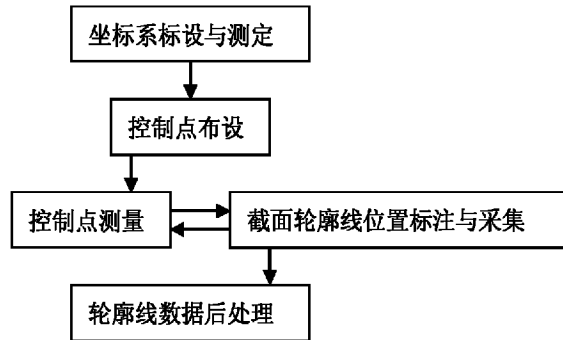 坐标系标设与测定
控制点布设
控制点测量
截面轮廓线位置标注与采集
轮廓线数据后处理